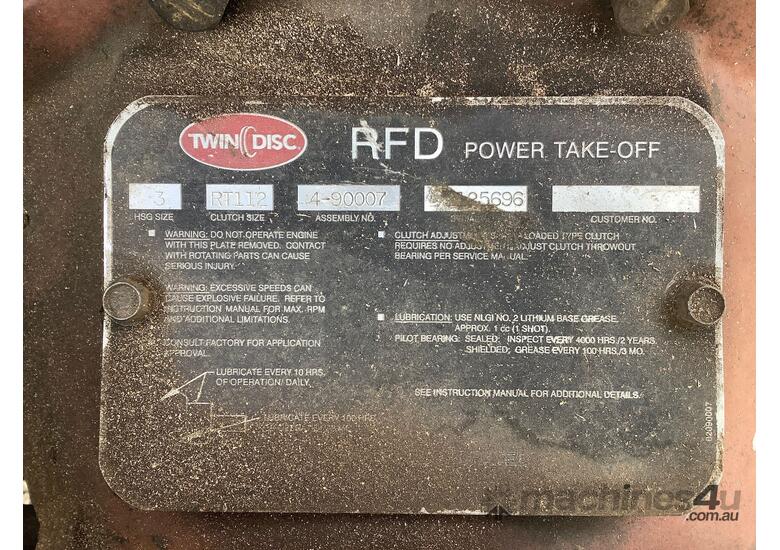 TWIN DISC
RFD POWER TAKE-OFF
3 RT112 4-90007 25696
HSG SIZE CLUTCH SIZE ASSEMBLY NO. CUSTOMER NO.
WARNING: DO NOT OPERATE ENGINE
WITH THIS PLATE REMOVED. CONTACT
WITH ROTATING PARTS CAN CAUSE
SERIOUS INJURY.
WARNING: EXCESSIVE SPEEDS CAN
CAUSE EXPLOSIVE FAILURE. REFER TO
INSTRUCTION MANUAL FOR MAX. RPM
AND ADDITIONAL LIMITATIONS.
CONSULT FACTORY FOR APPLICATION
APPROVAL.
LUBRICATE EVERY 10 HRS.
OF OPERATION/DAILY.
LUBRICATE EVERY 100 HRS.
CLUTCH ADJUSTMENT LOADED TYPE CLUTCH
REQUIRES NO ADJUSTMENT. ADJUST CLUTCH THROWOUT
BEARING PER SERVICE MANUAL.
LUBRICATION: USE NLGI NO. 2 LITHIUM BASE GREASE.
APPROX. 1 cc (1 SHOT).
PILOT BEARING: SEALED: INSPECT EVERY 4000 HRS./2 YEARS.
SHIELDED; GREASE EVERY 100 HRS./3 MO.
SEE INSTRUCTION MANUAL FOR ADDITIONAL DETAILS.
machines4u
.com.au